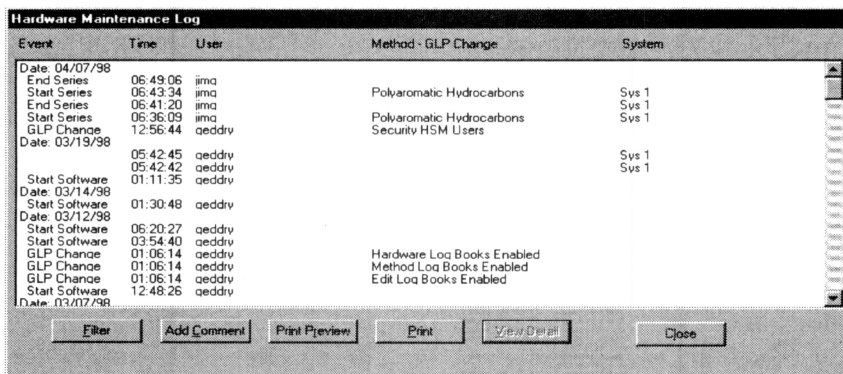 Hardware Maintenance Log
Event Time User Method - GLP Change System
Date: 04/07/98
End Series 06:49:06 jimg
Start Series 06:43:34 jimg Polyaromatic Hydrocarbons Sys 1
End Series 06:41:20 jimg Sys 1
Start Series 06:36:09 jimg Polyaromatic Hydrocarbons Sys 1
GLP Change 12:56:44 geddry Security HSM Users
Date: 03/19/98
05:42:45 geddry Sys 1
05:42:42 geddry Sys 1
Start Software 01:11:35 geddry
Date: 03/14/98
Start Software 01:30:48 geddry
Date: 03/12/98
Start Software 06:20:27 geddry
Start Software 03:54:40 geddry
GLP Change 01:06:14 geddry Hardware Log Books Enabled
GLP Change 01:06:14 geddry Method Log Books Enabled
GLP Change 01:06:14 geddry Edit Log Books Enabled
Start Software 12:48:26 geddry
Date: 03/07/98
Filter Add Comment Print Preview Print View Detail Close